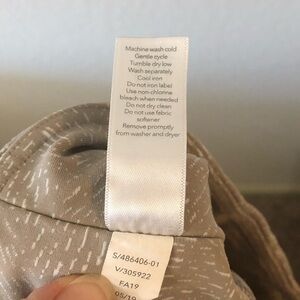 Machine wash cold
Gentle cycle
Tumble dry low
Wash separately
Cool iron
Do not iron label
Use non-chlorine
bleach when needed
Do not dry clean
Do not use fabric
softener
Remove promptly
from washer and dryer
S/486406-01
V/305922
FA19
05/19